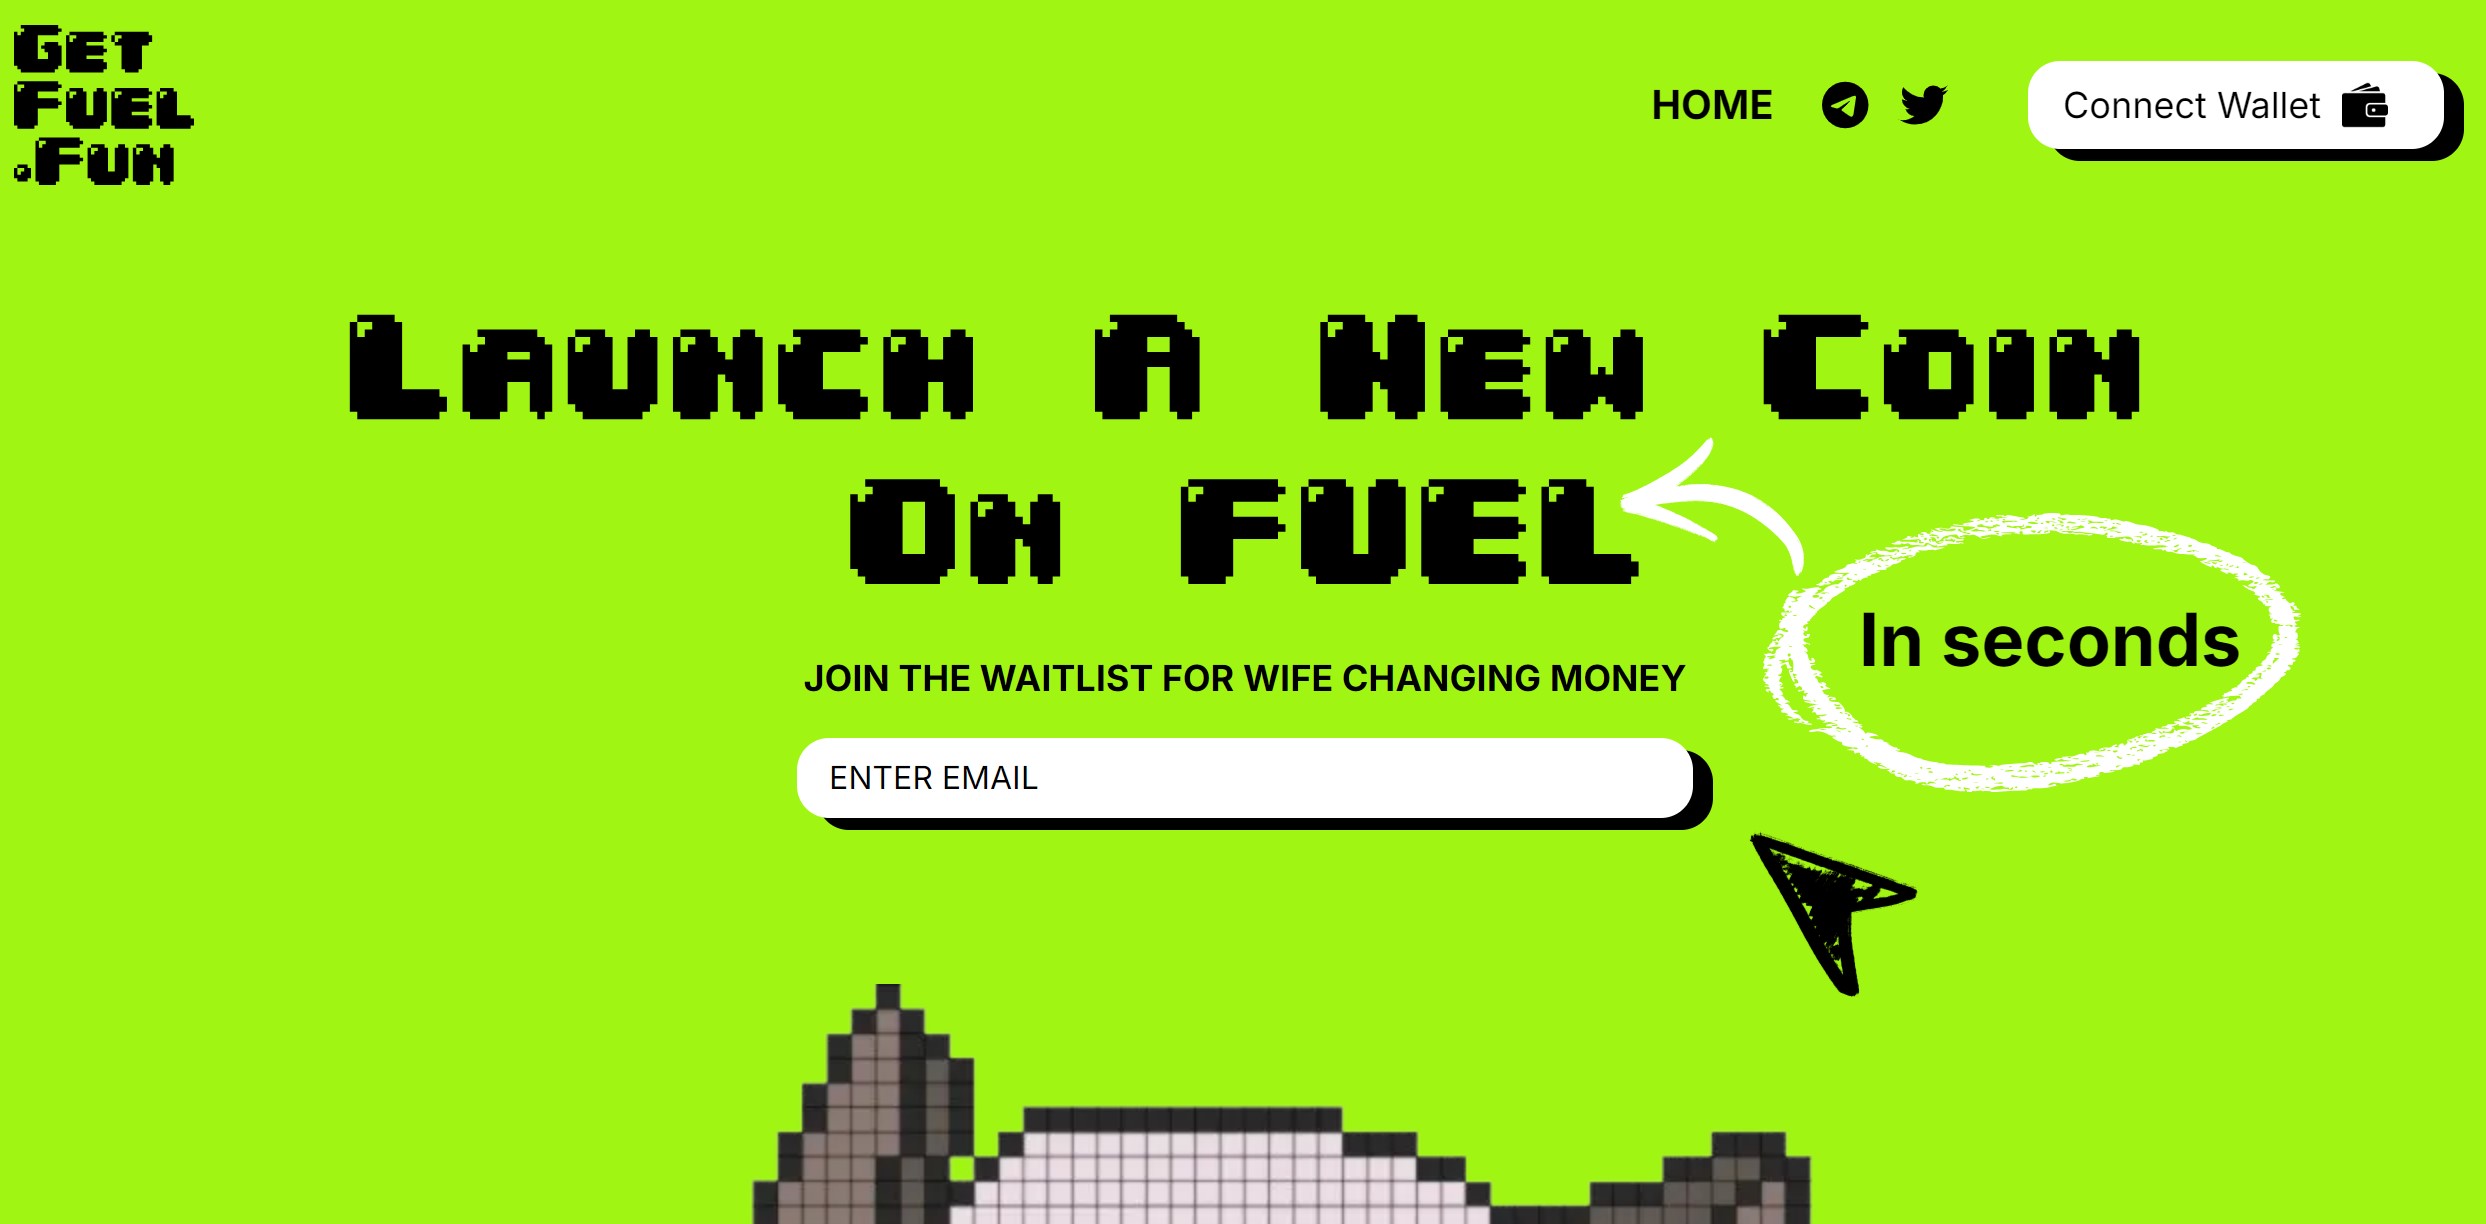 Get
Fuel
.Fun
HOME
Connect Wallet
Launch A New Coin
On FUEL
In seconds
JOIN THE WAITLIST FOR WIFE CHANGING MONEY
ENTER EMAIL